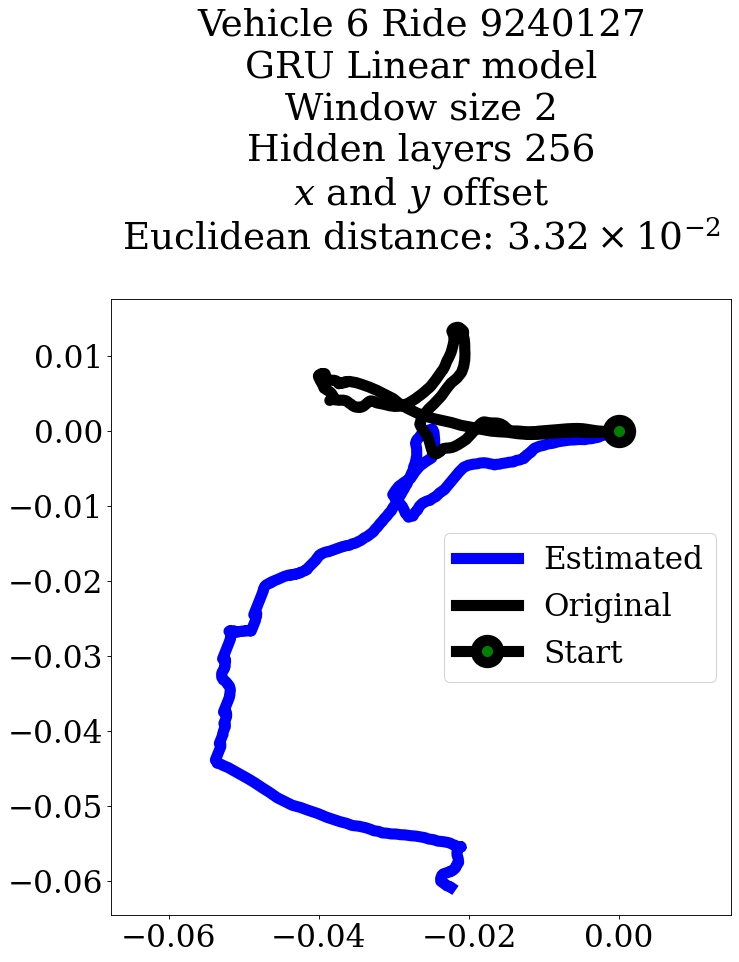 Vehicle 6 Ride 9240127
GRU Linear model
Window size 2
Hidden layers 256
x and y offset
Euclidean distance: 3.32 × 10⁻²
0.01
0.00
−0.01
−0.02
−0.03
−0.04
−0.05
−0.06
Estimated
Original
Start
−0.06 −0.04 −0.02 0.00